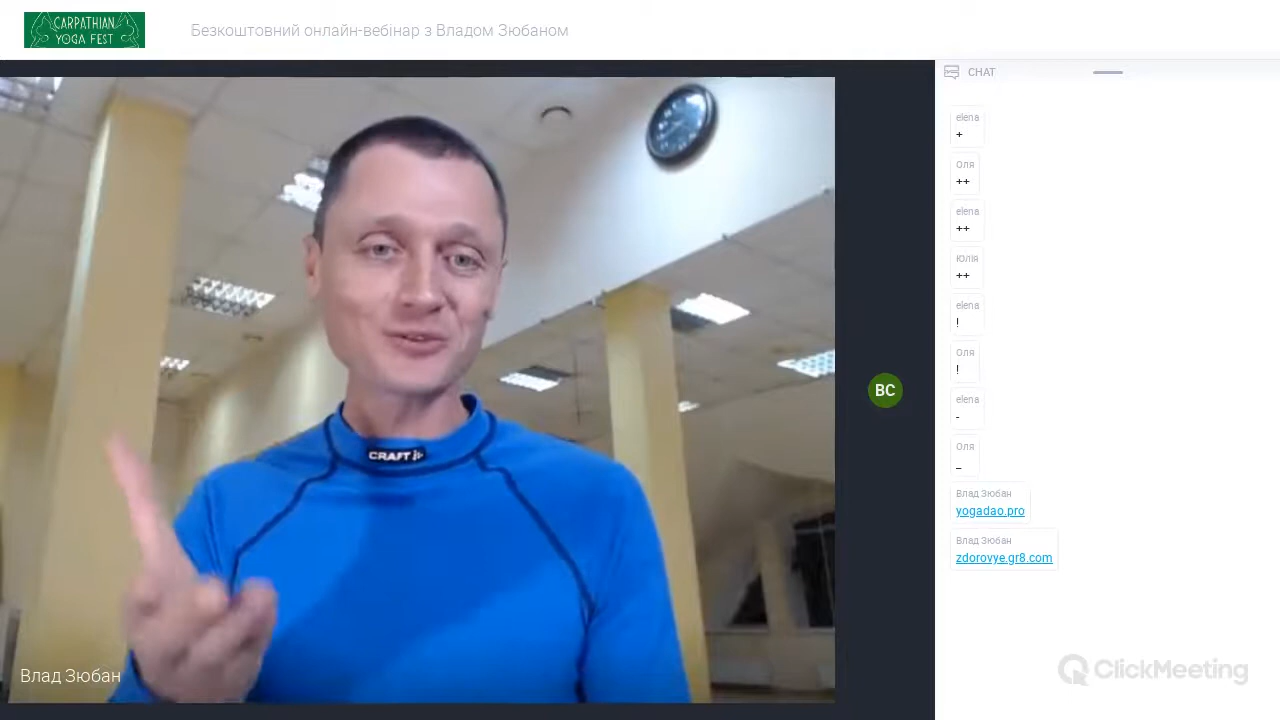 CARPATHIAN
YOGA FEST
Безкоштовний онлайн-вебінар з Владом Зюбаном
CHAT
elena
+
Оля
++
elena
++
Юлія
++
elena
!
Оля
!
elena
-
Оля
_
Влад Зюбан
yogadao.pro
Влад Зюбан
zdorovye.gr8.com
CRAFT
BC
Влад Зюбан
ClickMeeting